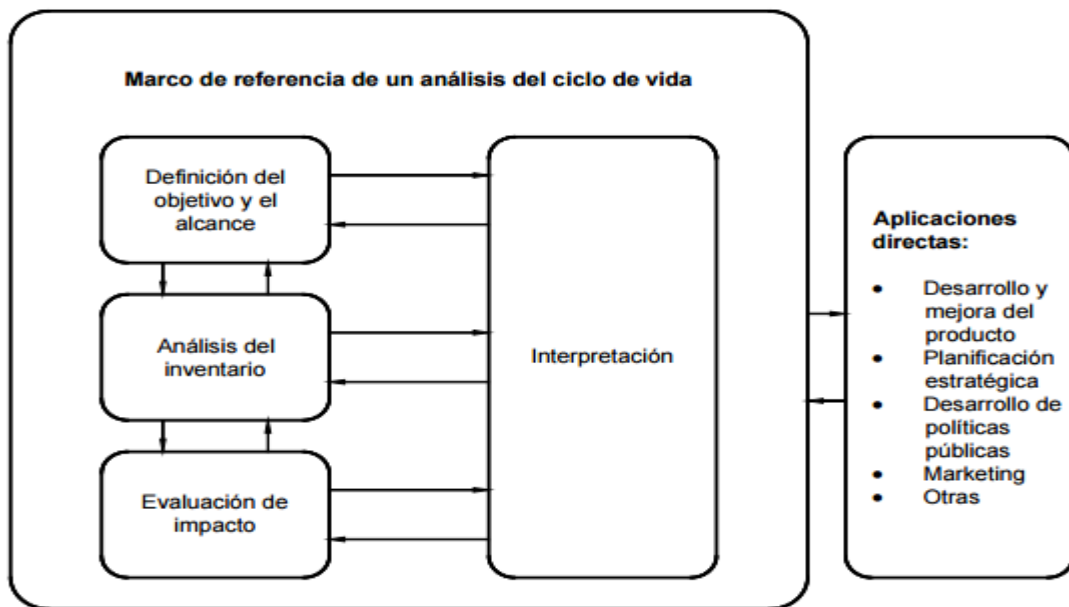 Marco de referencia de un análisis del ciclo de vida
Definición del
objetivo y el
alcance
Análisis del
inventario
Evaluación de
impacto
Interpretación
Aplicaciones
directas:
• Desarrollo y
mejora del
producto
• Planificación
estratégica
• Desarrollo de
políticas
públicas
• Marketing
• Otras